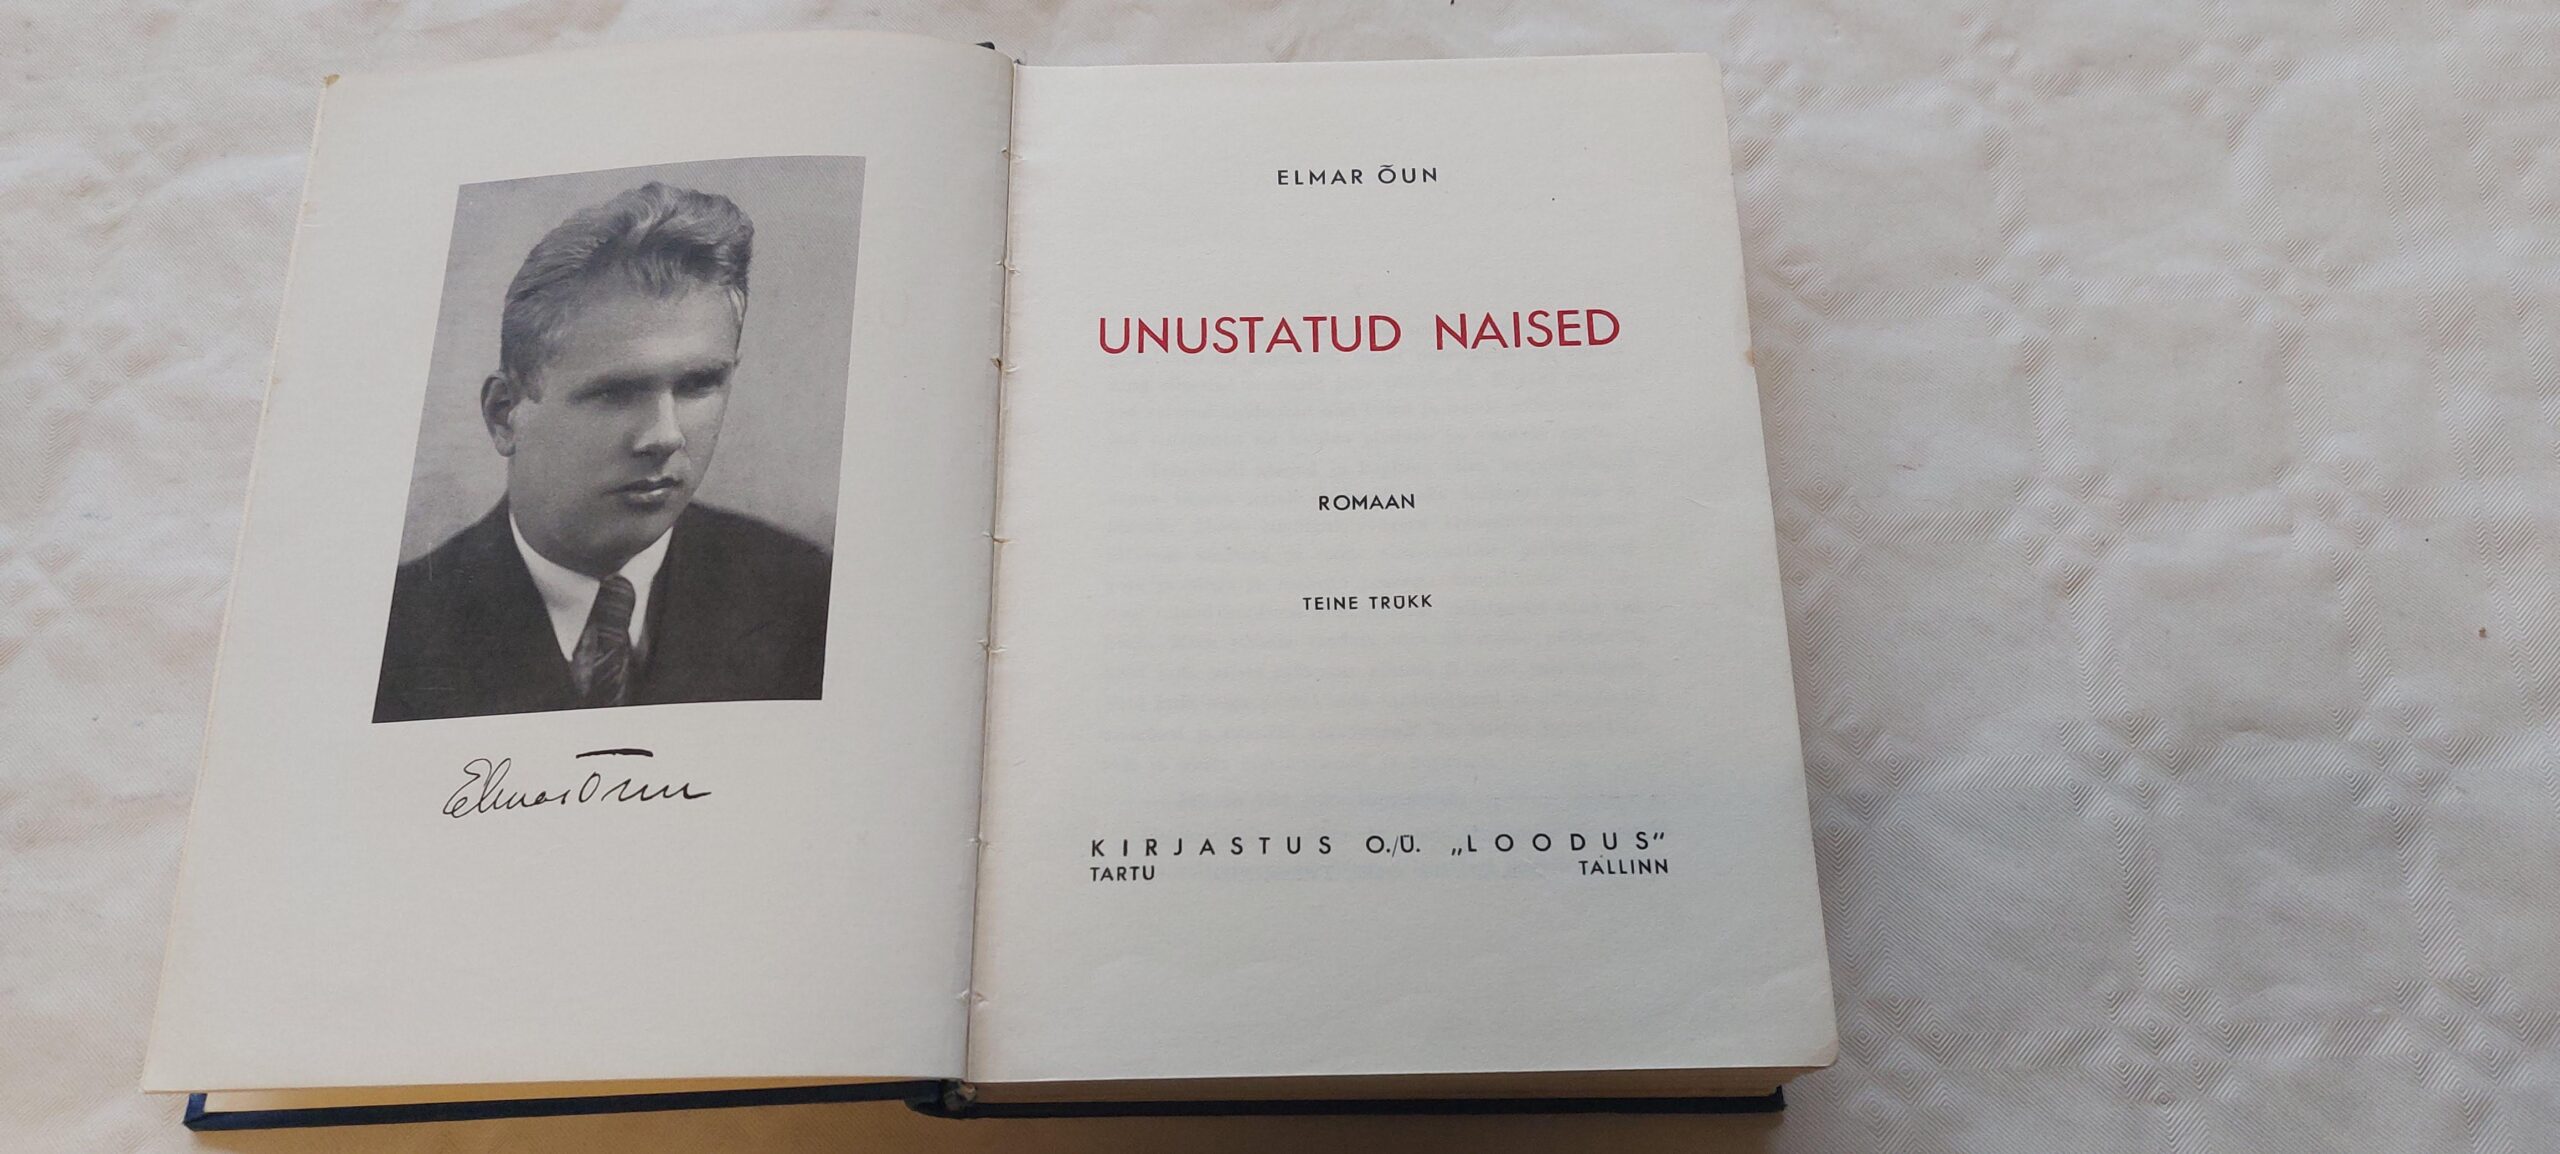 Elmar Õun
ELMAR ÕUN
UNUSTATUD NAISED
ROMAAN
TEINE TRÜKK
KIRJASTUS O./Ü. „LOODUS“
TARTU TALLINN